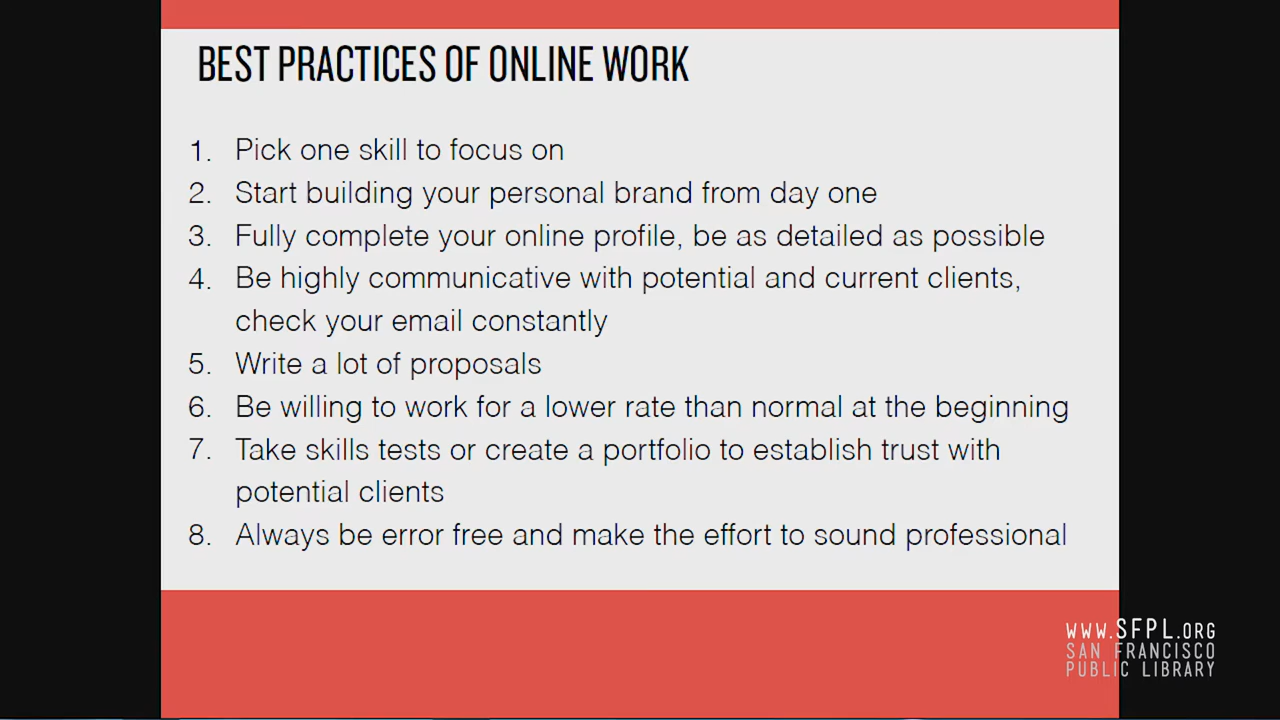 BEST PRACTICES OF ONLINE WORK
1. Pick one skill to focus on
2. Start building your personal brand from day one
3. Fully complete your online profile, be as detailed as possible
4. Be highly communicative with potential and current clients,
check your email constantly
5. Write a lot of proposals
6. Be willing to work for a lower rate than normal at the beginning
7. Take skills tests or create a portfolio to establish trust with
potential clients
8. Always be error free and make the effort to sound professional
WWW.SFPL.ORG
SAN FRANCISCO
PUBLIC LIBRARY